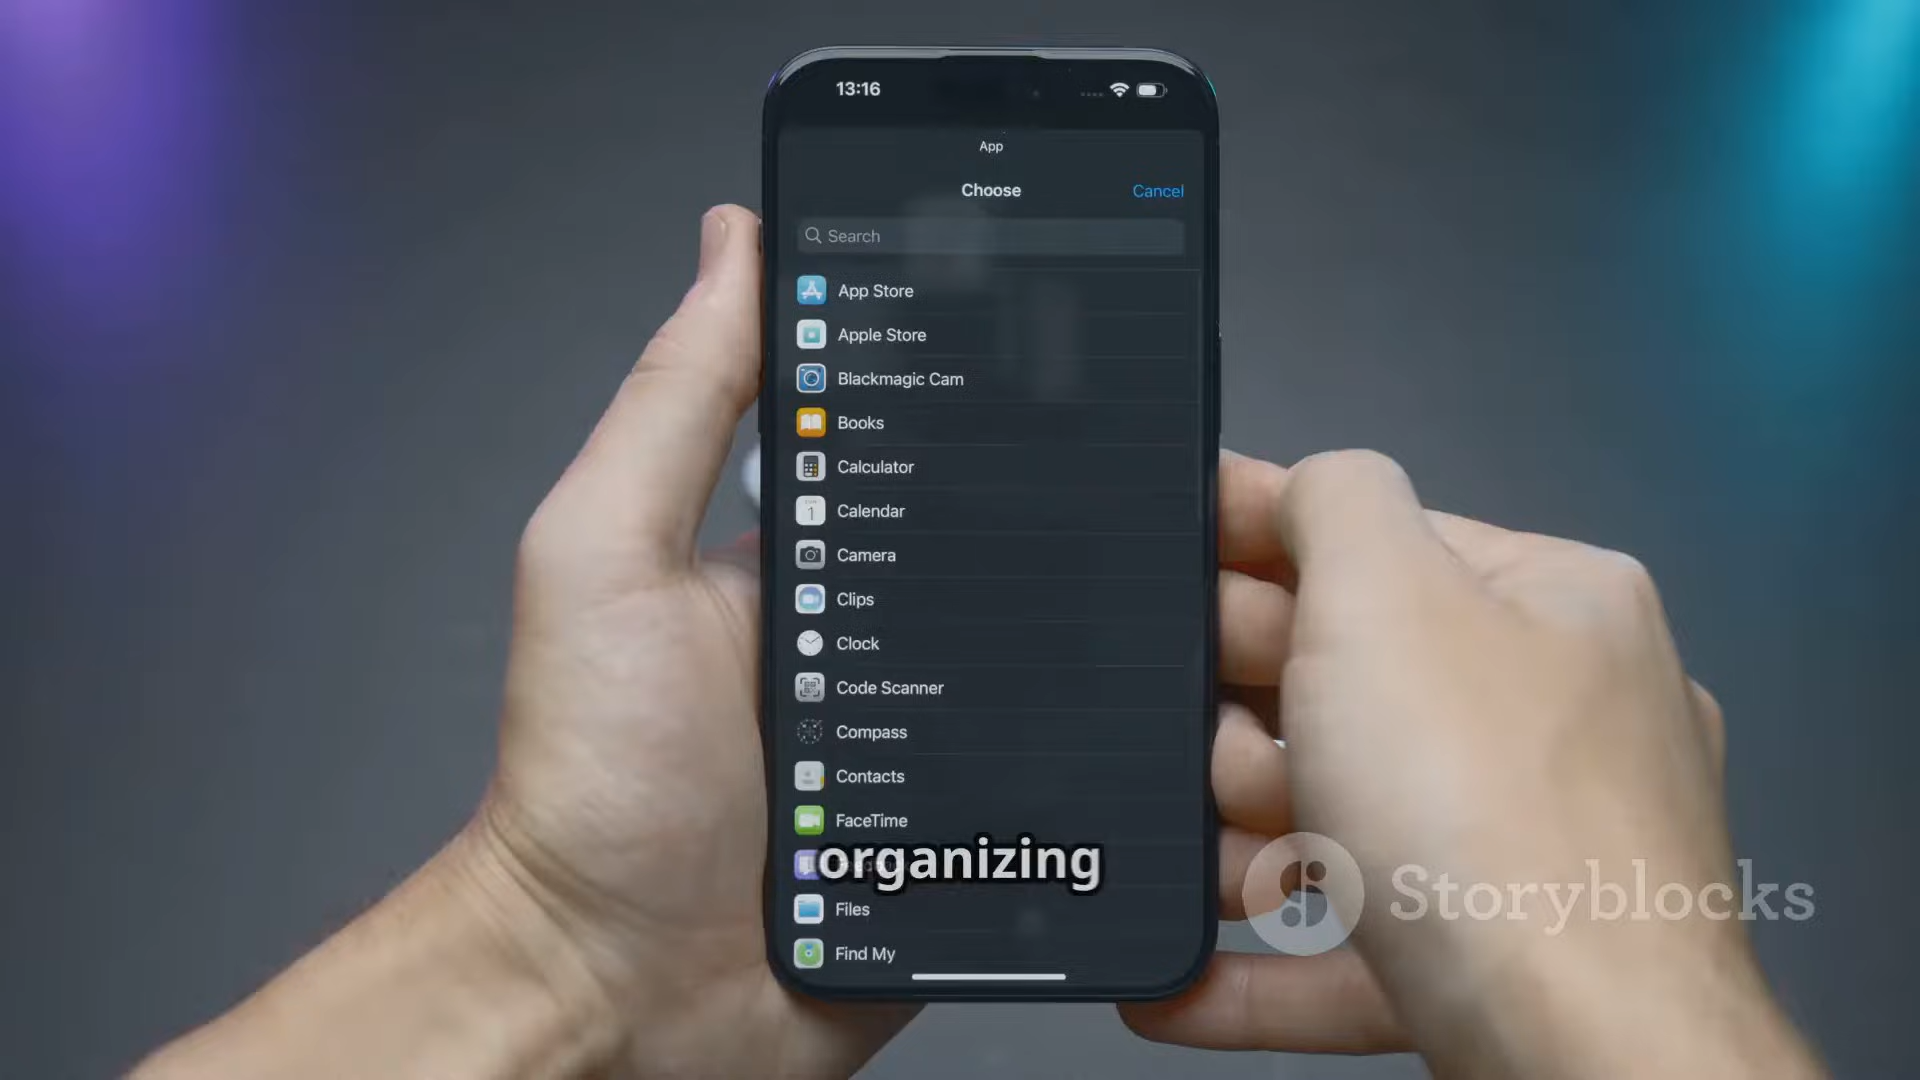 13:16
App
Choose
Cancel
Search
App Store
Apple Store
Blackmagic Cam
Books
Calculator
Calendar
1
Camera
Clips
Clock
Code Scanner
Compass
Contacts
FaceTime
organizing
Files
Find My
Storyblocks